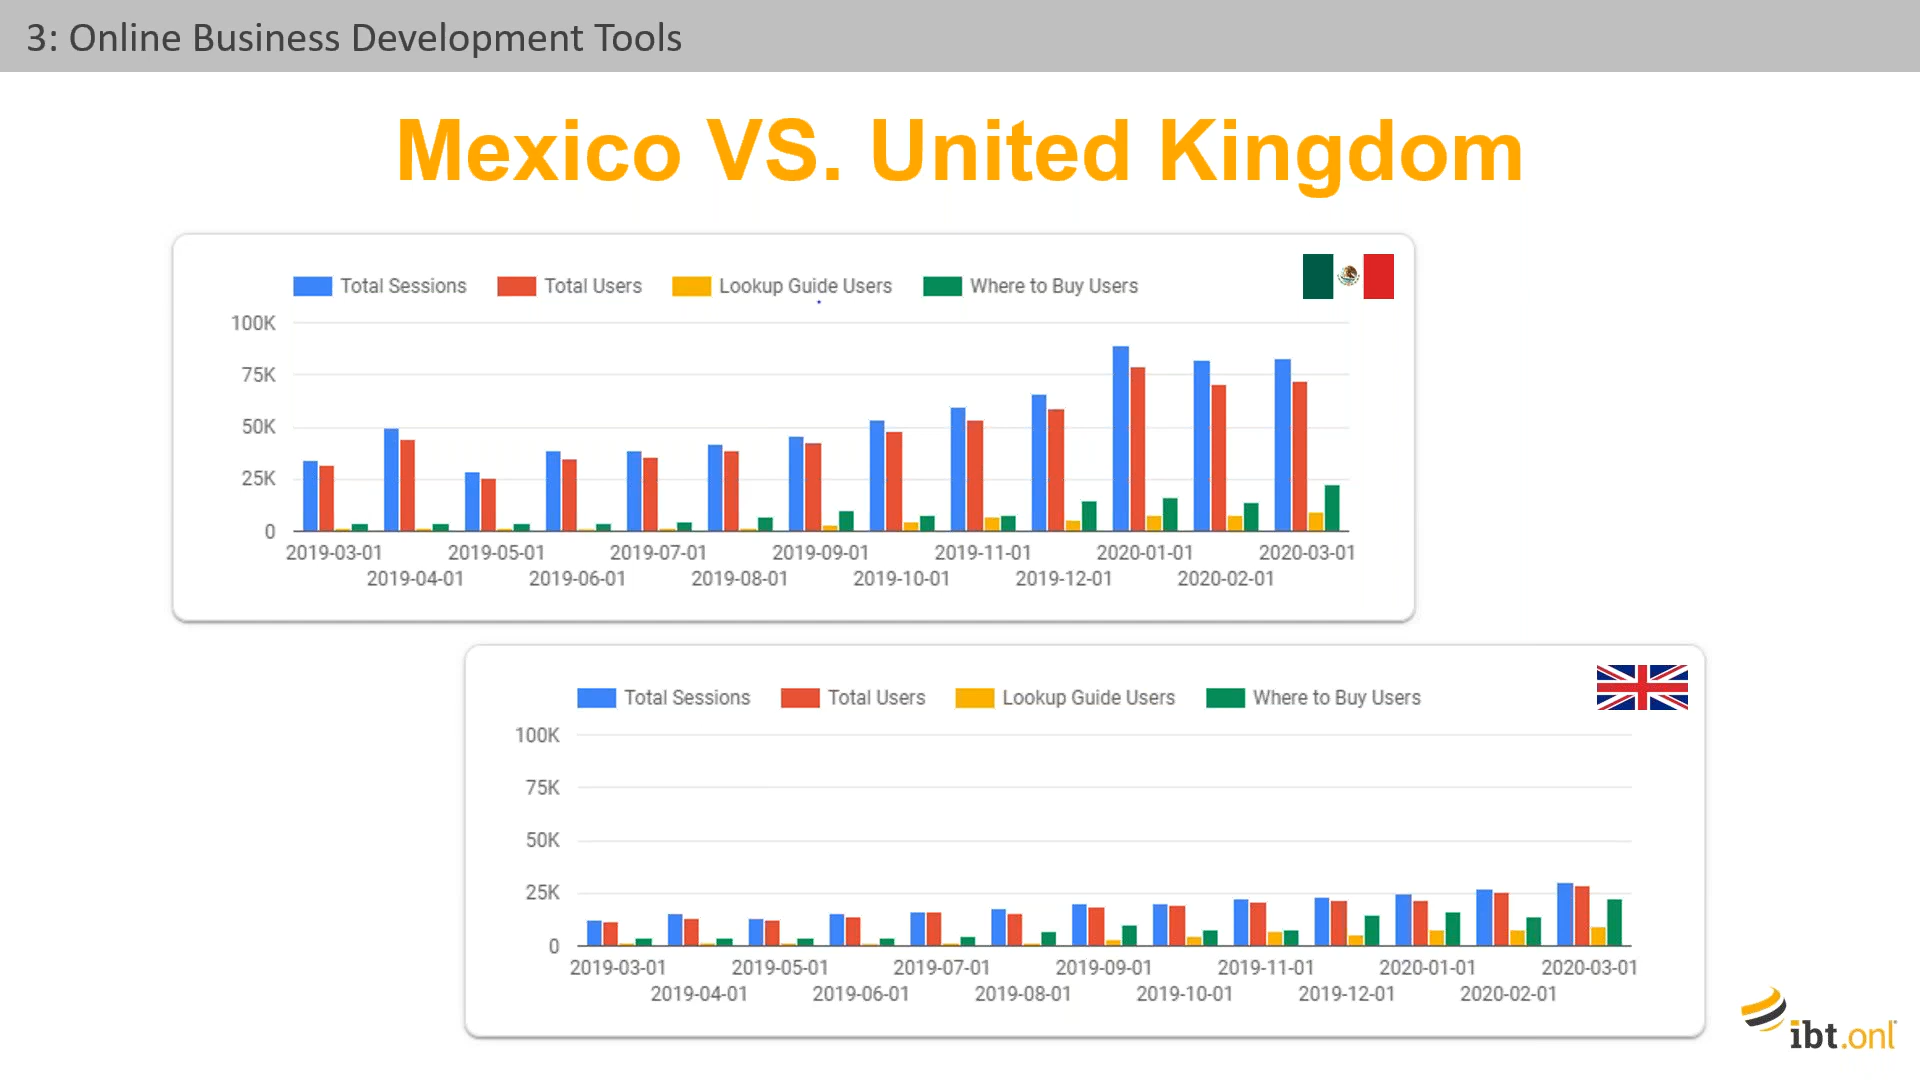 3: Online Business Development Tools
Mexico VS. United Kingdom
Total Sessions Total Users Lookup Guide Users Where to Buy Users
100K
75K
50K
25K
0
2019-03-01 2019-05-01 2019-07-01 2019-09-01 2019-11-01 2020-01-01 2020-03-01
2019-04-01 2019-06-01 2019-08-01 2019-10-01 2019-12-01 2020-02-01
Total Sessions Total Users Lookup Guide Users Where to Buy Users
100K
75K
50K
25K
0
2019-03-01 2019-05-01 2019-07-01 2019-09-01 2019-11-01 2020-01-01 2020-03-01
2019-04-01 2019-06-01 2019-08-01 2019-10-01 2019-12-01 2020-02-01
ibt.onl